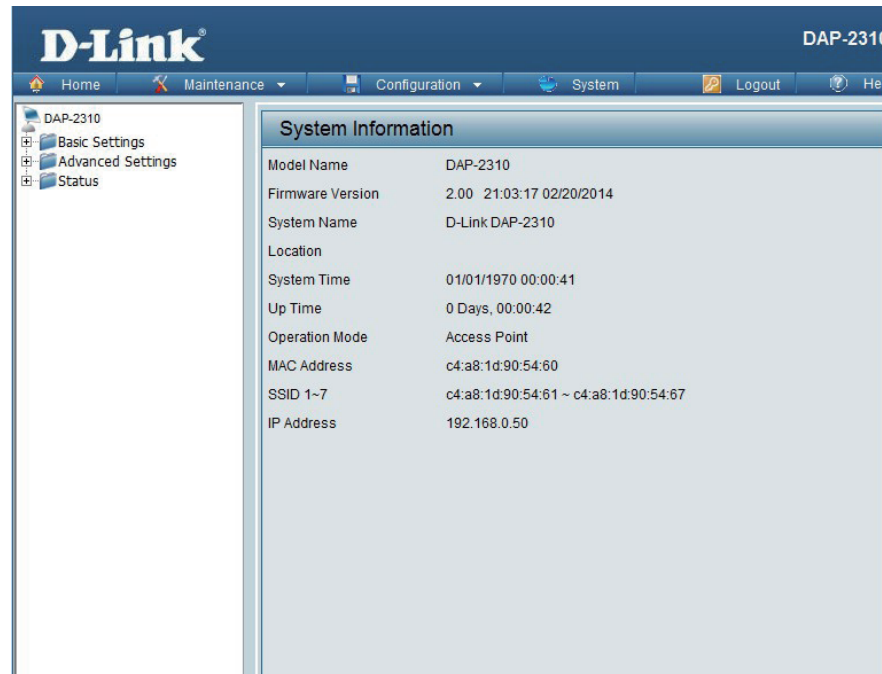 D-Link®
DAP-2310
Home Maintenance Configuration System Logout He
DAP-2310
Basic Settings
Advanced Settings
Status
System Information
Model Name DAP-2310
Firmware Version 2.00 21:03:17 02/20/2014
System Name D-Link DAP-2310
Location
System Time 01/01/1970 00:00:41
Up Time 0 Days, 00:00:42
Operation Mode Access Point
MAC Address c4:a8:1d:90:54:60
SSID 1~7 c4:a8:1d:90:54:61 ~ c4:a8:1d:90:54:67
IP Address 192.168.0.50